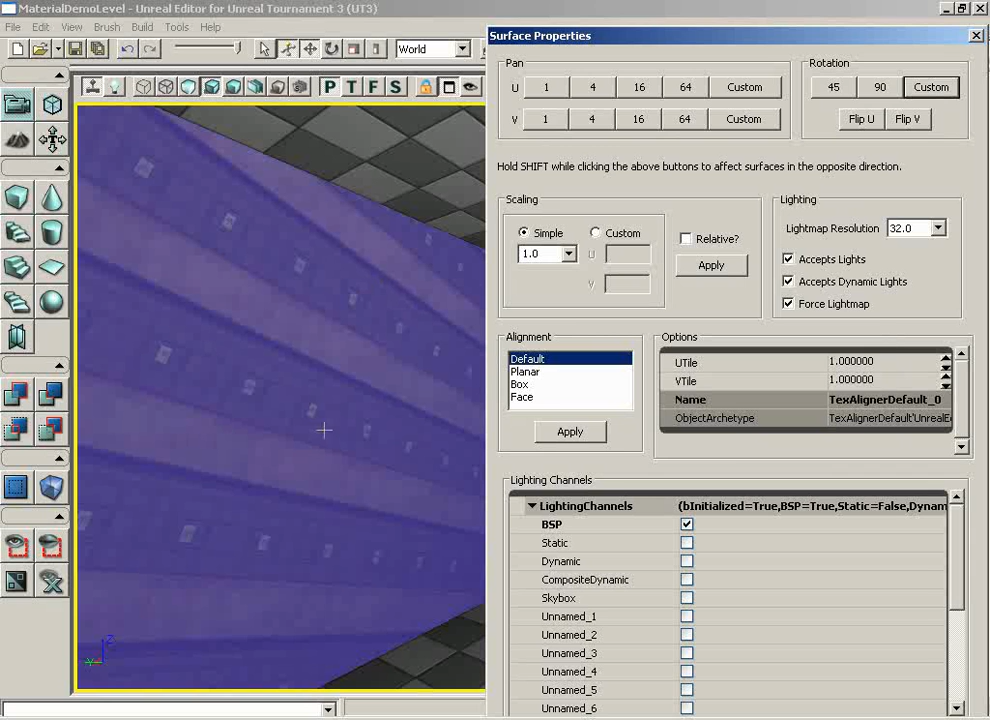 MaterialDemoLevel - Unreal Editor for Unreal Tournament 3 (UT3)
File Edit View Brush Build Tools Help
World
P T F S
Surface Properties
Pan
U 1 4 16 64 Custom
V 1 4 16 64 Custom
Rotation
45 90 Custom
Flip U Flip V
Hold SHIFT while clicking the above buttons to affect surfaces in the opposite direction.
Scaling
Simple Custom
1.0 U
V
Relative?
Apply
Lighting
Lightmap Resolution 32.0
Accepts Lights
Accepts Dynamic Lights
Force Lightmap
Alignment
Default
Planar
Box
Face
Apply
Options
UTile 1.000000
VTile 1.000000
Name TexAlignerDefault_0
ObjectArchetype TexAlignerDefault'UnrealEd
Lighting Channels
LightingChannels (bInitialized=True,BSP=True,Static=False,Dynam
BSP
Static
Dynamic
CompositeDynamic
Skybox
Unnamed_1
Unnamed_2
Unnamed_3
Unnamed_4
Unnamed_5
Unnamed_6
Z
Y